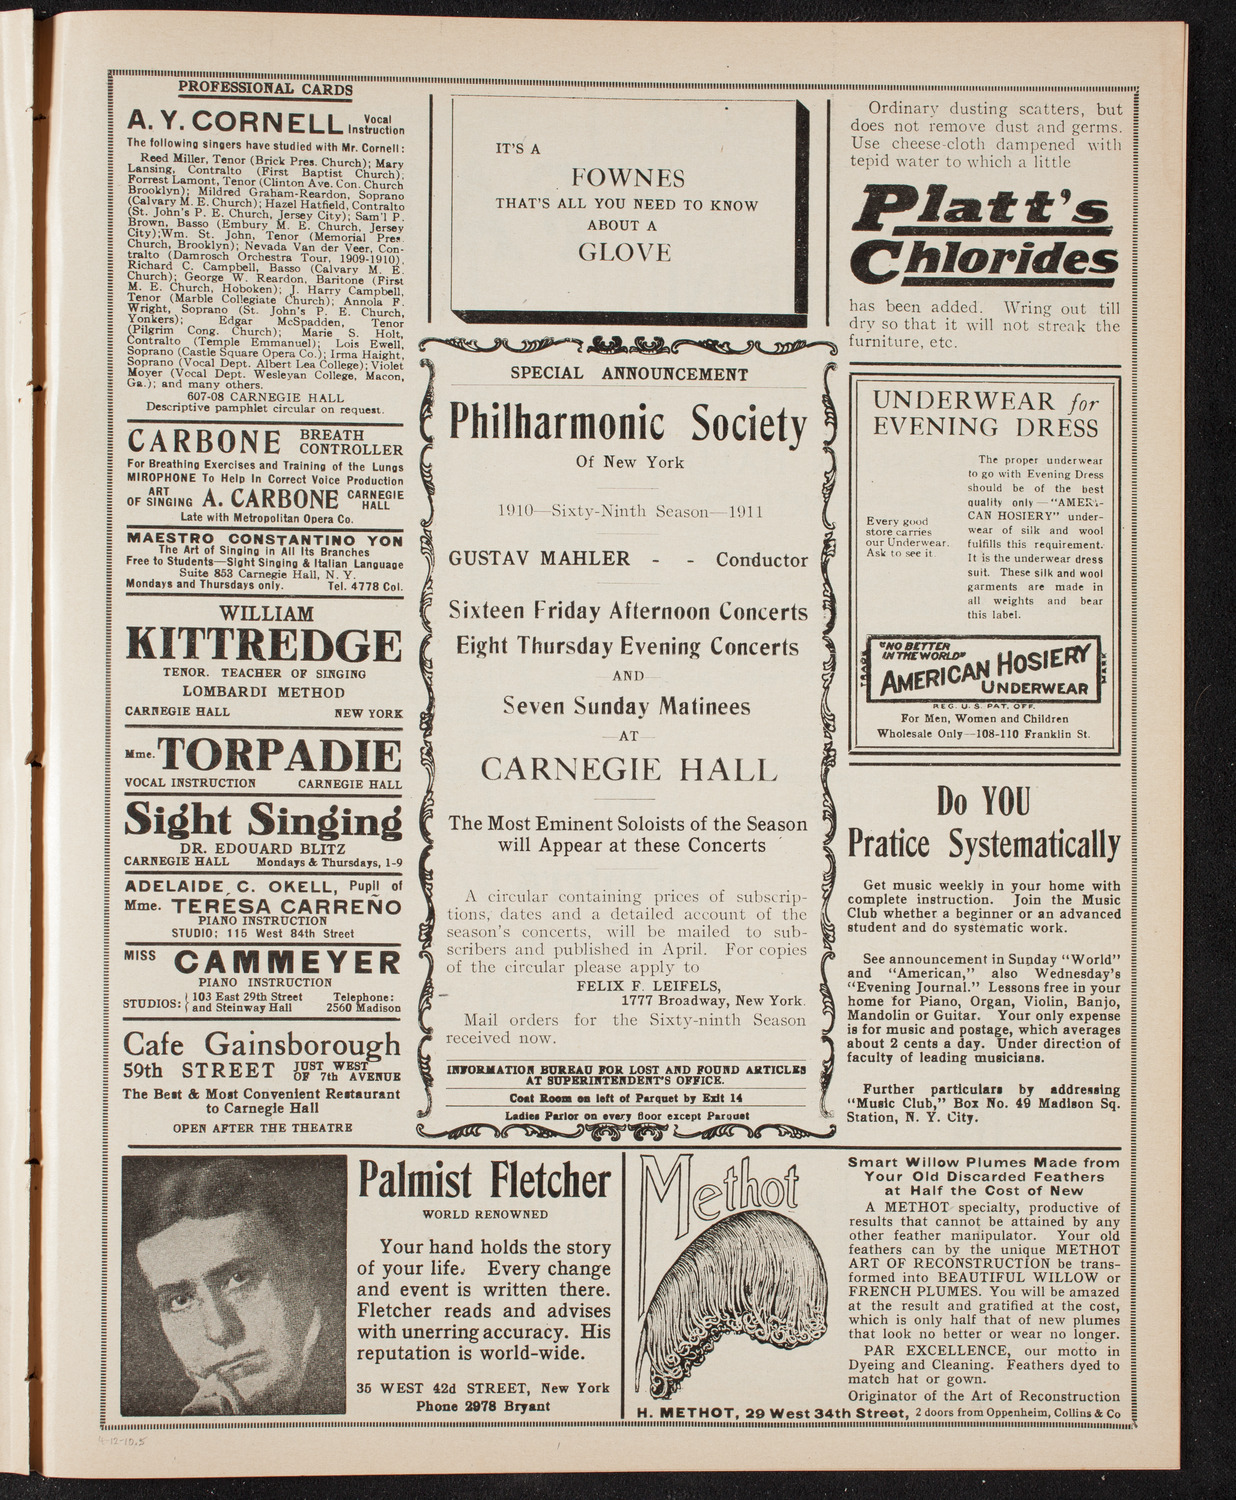 PROFESSIONAL CARDS
A. Y. CORNELL Vocal Instruction
The following singers have studied with Mr. Cornell:
Reed Miller, Tenor (Brick Pres. Church); Mary
Lansing, Contralto (First Baptist Church);
Forrest Lamont, Tenor (Clinton Ave. Con. Church
Brooklyn); Mildred Graham-Reardon, Soprano
(Calvary M. E. Church); Hazel Hatfield, Contralto
(St. John's P. E. Church, Jersey City); Sam'l P.
Brown, Basso (Embury M. E. Church, Jersey
City);Wm. St. John, Tenor (Memorial Pres.
Church, Brooklyn); Nevada Van der Veer, Con-
tralto (Damrosch Orchestra Tour, 1909-1910).
Richard C. Campbell, Basso (Calvary M. E.
Church); George W. Reardon, Baritone (First
M. E. Church, Hoboken); J. Harry Campbell,
Tenor (Marble Collegiate Church); Annola F.
Wright, Soprano (St. John's P. E. Church,
Yonkers); Edgar McSpadden, Tenor
(Pilgrim Cong. Church); Marie S. Holt,
Contralto (Temple Emmanuel); Lois Ewell,
Soprano (Castle Square Opera Co.); Irma Haight,
Soprano (Vocal Dept. Albert Lea College); Violet
Moyer (Vocal Dept. Wesleyan College, Macon,
Ga.); and many others.
607-08 CARNEGIE HALL
Descriptive pamphlet circular on request.
CARBONE BREATH CONTROLLER
For Breathing Exercises and Training of the Lungs
MIROPHONE To Help In Correct Voice Production
ART OF SINGING A. CARBONE CARNEGIE HALL
Late with Metropolitan Opera Co.
MAESTRO CONSTANTINO YON
The Art of Singing in All Its Branches
Free to Students—Sight Singing & Italian Language
Suite 853 Carnegie Hall, N. Y.
Mondays and Thursdays only. Tel. 4778 Col.
WILLIAM
KITTREDGE
TENOR. TEACHER OF SINGING
LOMBARDI METHOD
CARNEGIE HALL NEW YORK
Mme. TORPADIE
VOCAL INSTRUCTION CARNEGIE HALL
Sight Singing
DR. EDOUARD BLITZ
CARNEGIE HALL Mondays & Thursdays, 1-9
ADELAIDE C. OKELL, Pupil of
Mme. TERESA CARREÑO
PIANO INSTRUCTION
STUDIO; 115 West 84th Street
MISS CAMMEYER
PIANO INSTRUCTION
STUDIOS: { 103 East 29th Street Telephone:
and Steinway Hall 2560 Madison
Cafe Gainsborough
59th STREET JUST WEST OF 7th AVENUE
The Best & Most Convenient Restaurant
to Carnegie Hall
OPEN AFTER THE THEATRE
IT'S A
FOWNES
THAT'S ALL YOU NEED TO KNOW
ABOUT A
GLOVE
SPECIAL ANNOUNCEMENT
Philharmonic Society
Of New York
1910—Sixty-Ninth Season—1911
GUSTAV MAHLER - - Conductor
Sixteen Friday Afternoon Concerts
Eight Thursday Evening Concerts
AND
Seven Sunday Matinees
AT
CARNEGIE HALL
The Most Eminent Soloists of the Season
will Appear at these Concerts
A circular containing prices of subscrip-
tions, dates and a detailed account of the
season's concerts, will be mailed to sub-
scribers and published in April. For copies
of the circular please apply to
FELIX F. LEIFELS,
1777 Broadway, New York.
Mail orders for the Sixty-ninth Season
received now.
INFORMATION BUREAU FOR LOST AND FOUND ARTICLES
AT SUPERINTENDENT'S OFFICE.
Coat Room on left of Parquet by Exit 14
Ladies Parlor on every floor except Parquet
Ordinary dusting scatters, but
does not remove dust and germs.
Use cheese-cloth dampened with
tepid water to which a little
Platt's
Chlorides
has been added. Wring out till
dry so that it will not streak the
furniture, etc.
UNDERWEAR for
EVENING DRESS
The proper underwear
to go with Evening Dress
should be of the best
quality only—"AMERI-
CAN HOSIERY" under-
wear of silk and wool
fulfills this requirement.
It is the underwear dress
suit. These silk and wool
garments are made in
all weights and bear
this label.
Every good
store carries
our Underwear.
Ask to see it.
TRADE MARK
"NO BETTER
IN THE WORLD"
AMERICAN HOSIERY
UNDERWEAR
REG. U. S. PAT. OFF.
For Men, Women and Children
Wholesale Only—108-110 Franklin St.
Do YOU
Pratice Systematically
Get music weekly in your home with
complete instruction. Join the Music
Club whether a beginner or an advanced
student and do systematic work.
See announcement in Sunday "World"
and "American," also Wednesday's
"Evening Journal." Lessons free in your
home for Piano, Organ, Violin, Banjo,
Mandolin or Guitar. Your only expense
is for music and postage, which averages
about 2 cents a day. Under direction of
faculty of leading musicians.
Further particulars by addressing
"Music Club," Box No. 49 Madison Sq.
Station, N. Y. City.
Palmist Fletcher
WORLD RENOWNED
Your hand holds the story
of your life. Every change
and event is written there.
Fletcher reads and advises
with unerring accuracy. His
reputation is world-wide.
35 WEST 42d STREET, New York
Phone 2978 Bryant
Methot
Smart Willow Plumes Made from
Your Old Discarded Feathers
at Half the Cost of New
A METHOT specialty, productive of
results that cannot be attained by any
other feather manipulator. Your old
feathers can by the unique METHOT
ART OF RECONSTRUCTION be trans-
formed into BEAUTIFUL WILLOW or
FRENCH PLUMES. You will be amazed
at the result and gratified at the cost,
which is only half that of new plumes
that look no better or wear no longer.
PAR EXCELLENCE, our motto in
Dyeing and Cleaning. Feathers dyed to
match hat or gown.
Originator of the Art of Reconstruction
H. METHOT, 29 West 34th Street, 2 doors from Oppenheim, Collins & Co
4-12-10.5